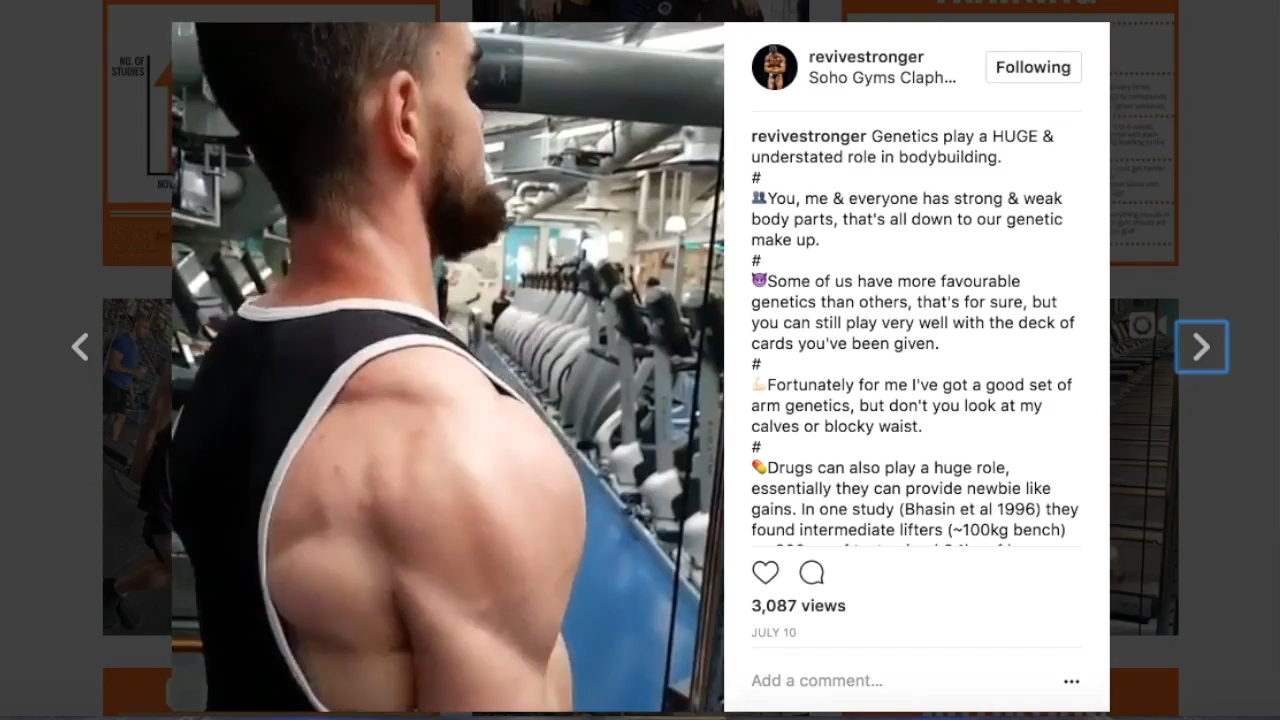 NO. OF
STUDIES
revivestronger
Soho Gyms Claph...
Following
revivestronger Genetics play a HUGE &
understated role in bodybuilding.
#
👥You, me & everyone has strong & weak
body parts, that's all down to our genetic
make up.
#
😈Some of us have more favourable
genetics than others, that's for sure, but
you can still play very well with the deck of
cards you've been given.
#
💪🏻Fortunately for me I've got a good set of
arm genetics, but don't you look at my
calves or blocky waist.
#
💊Drugs can also play a huge role,
essentially they can provide newbie like
gains. In one study (Bhasin et al 1996) they
found intermediate lifters (~100kg bench)
3,087 views
JULY 10
Add a comment...